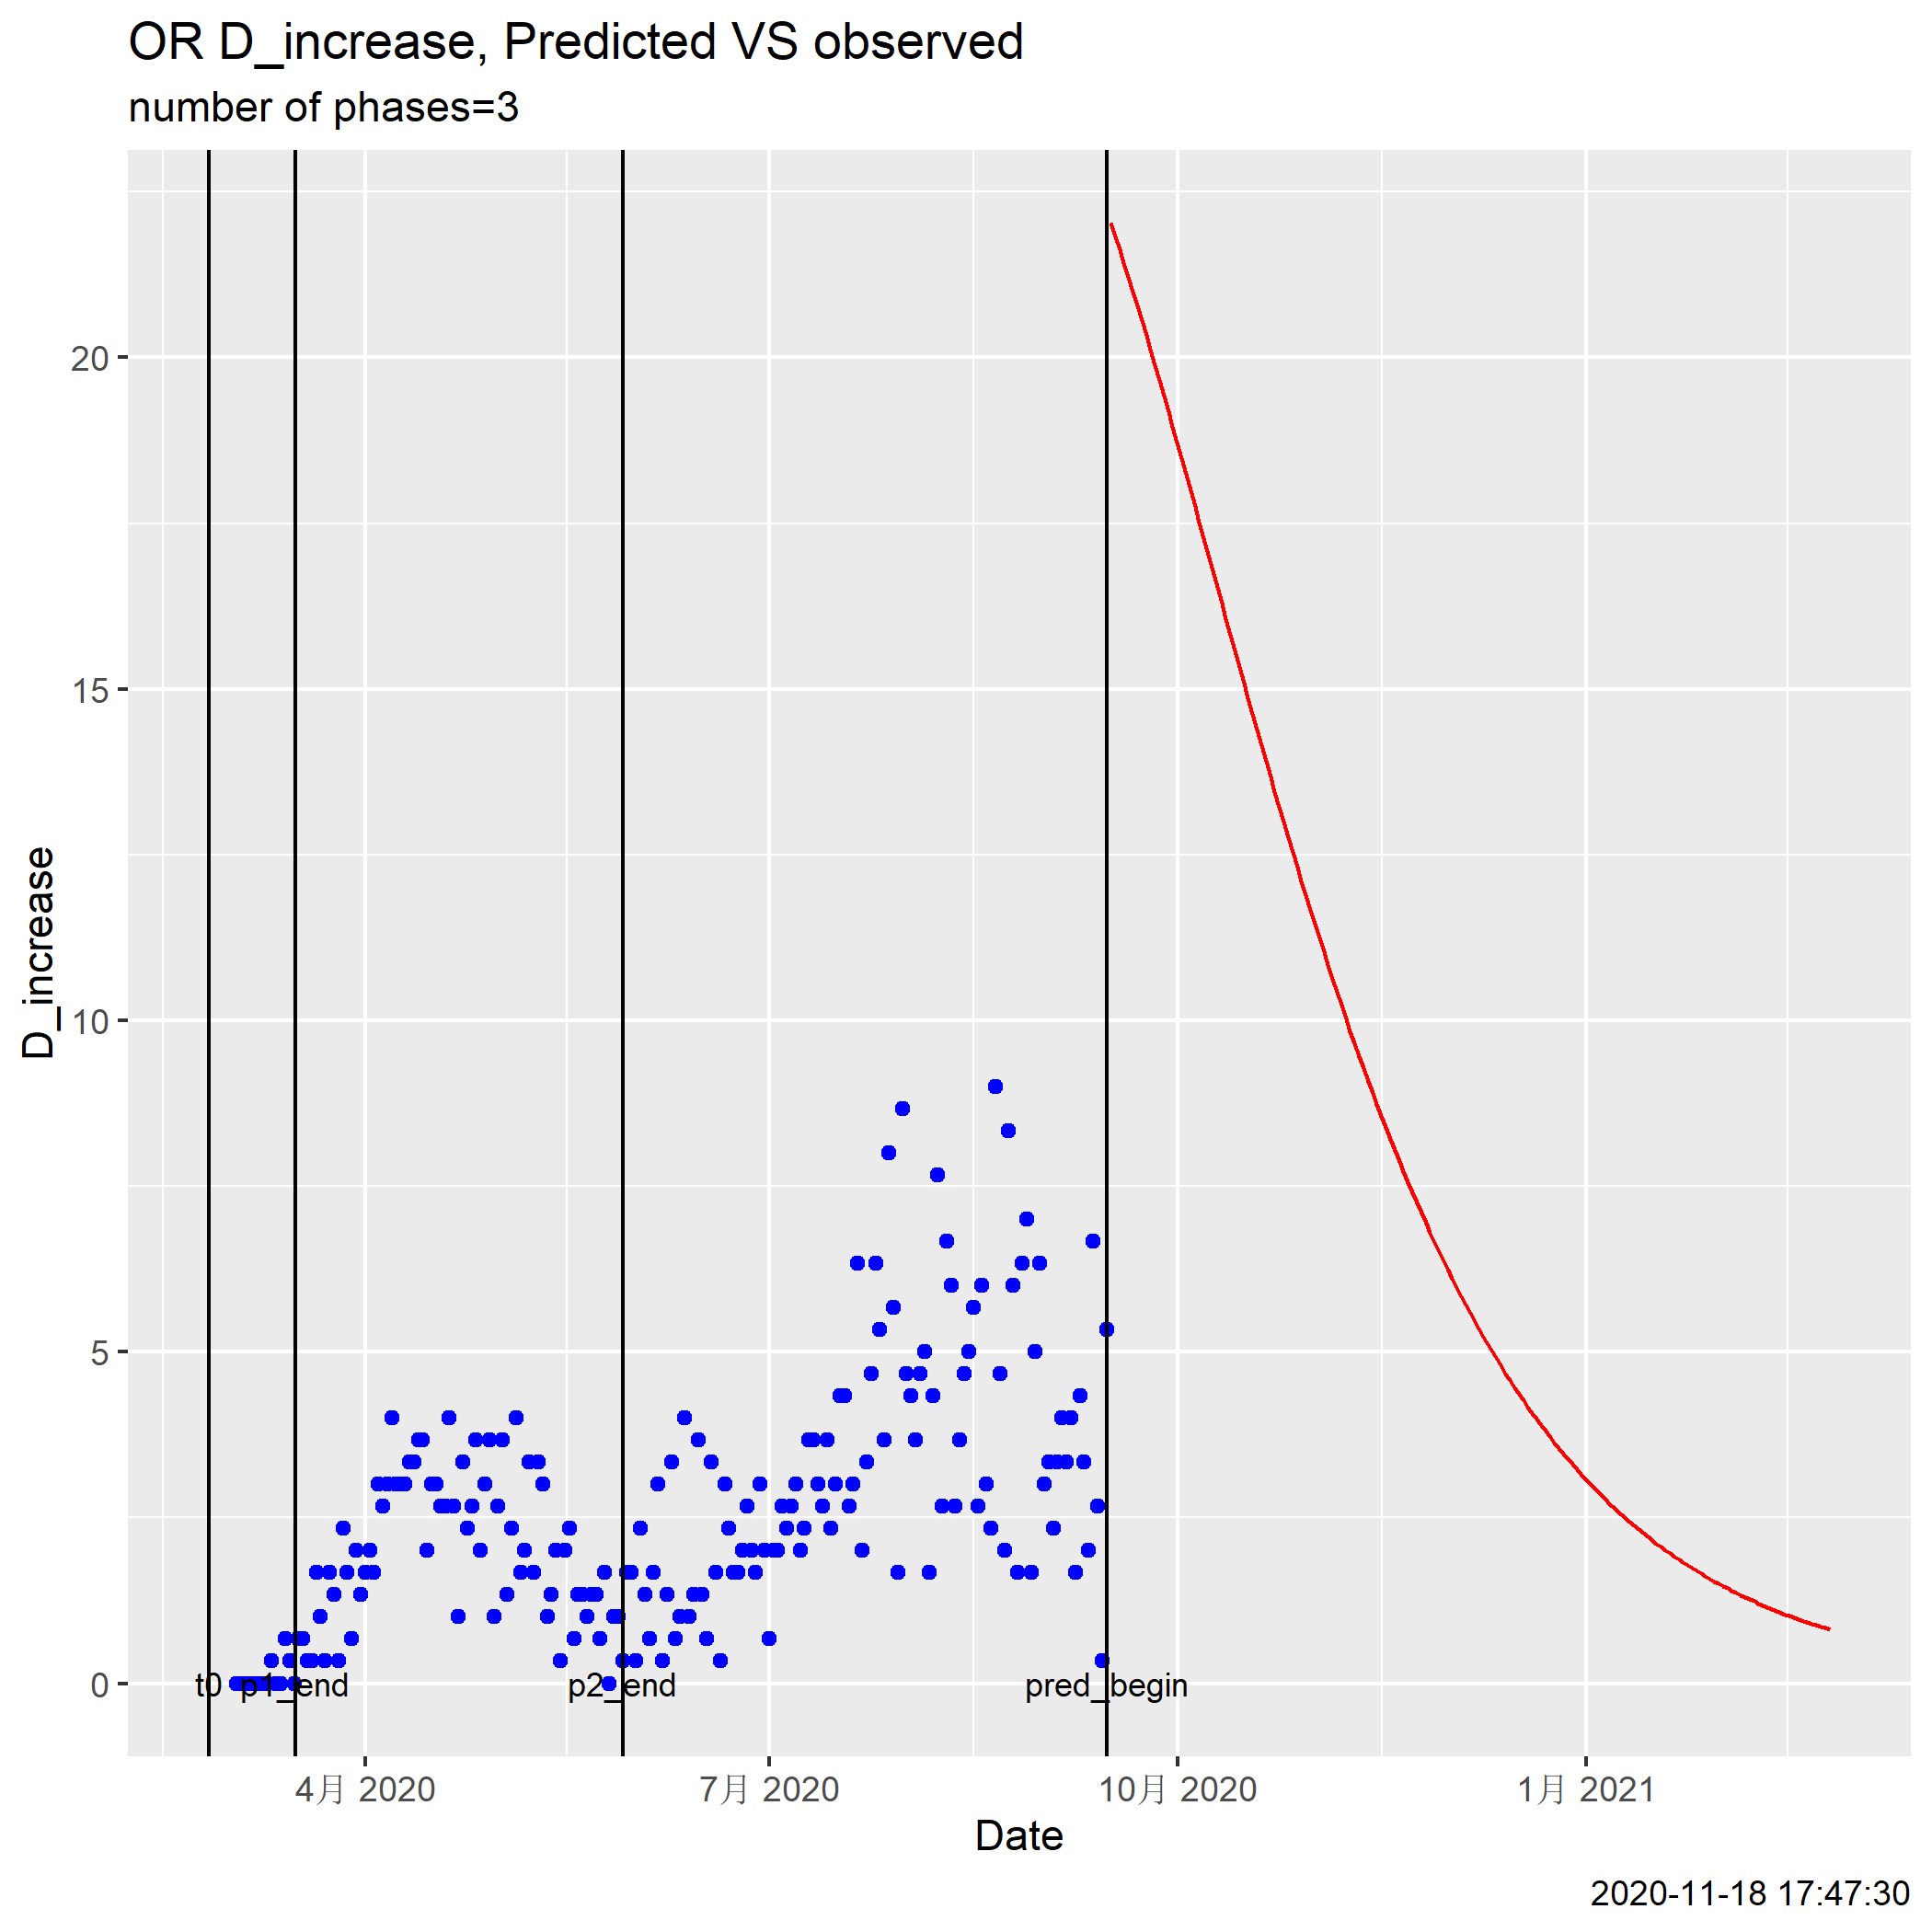 OR D_increase, Predicted VS observed
number of phases=3
D_increase
20
15
10
5
0
t0 p1_end p2_end pred_begin
4月 2020 7月 2020 10月 2020 1月 2021
Date
2020-11-18 17:47:30